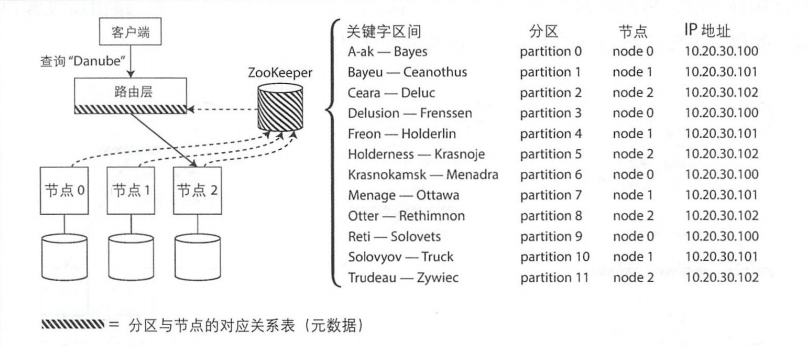 客户端
查询“Danube”
路由层
ZooKeeper
节点 0
节点 1
节点 2
关键字区间 分区 节点 IP 地址
A-ak — Bayes partition 0 node 0 10.20.30.100
Bayeu — Ceanothus partition 1 node 1 10.20.30.101
Ceara — Deluc partition 2 node 2 10.20.30.102
Delusion — Frenssen partition 3 node 0 10.20.30.100
Freon — Holderlin partition 4 node 1 10.20.30.101
Holderness — Krasnoje partition 5 node 2 10.20.30.102
Krasnokamsk — Menadra partition 6 node 0 10.20.30.100
Menage — Ottawa partition 7 node 1 10.20.30.101
Otter — Rethimnon partition 8 node 2 10.20.30.102
Reti — Solovets partition 9 node 0 10.20.30.100
Solovyov — Truck partition 10 node 1 10.20.30.101
Trudeau — Zywiec partition 11 node 2 10.20.30.102
= 分区与节点的对应关系表（元数据）